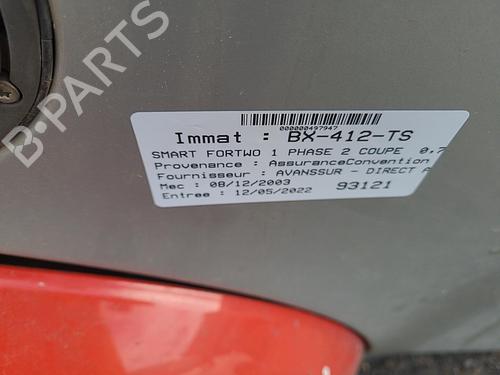 B-PARTS
000000497947
Immat : BX-412-TS
SMART FORTWO 1 PHASE 2 COUPE 0.7
Provenance : AssuranceConvention
Fournisseur : AVANSSUR - DIRECT A
Mec : 08/12/2003
93121
Entree : 12/05/2022